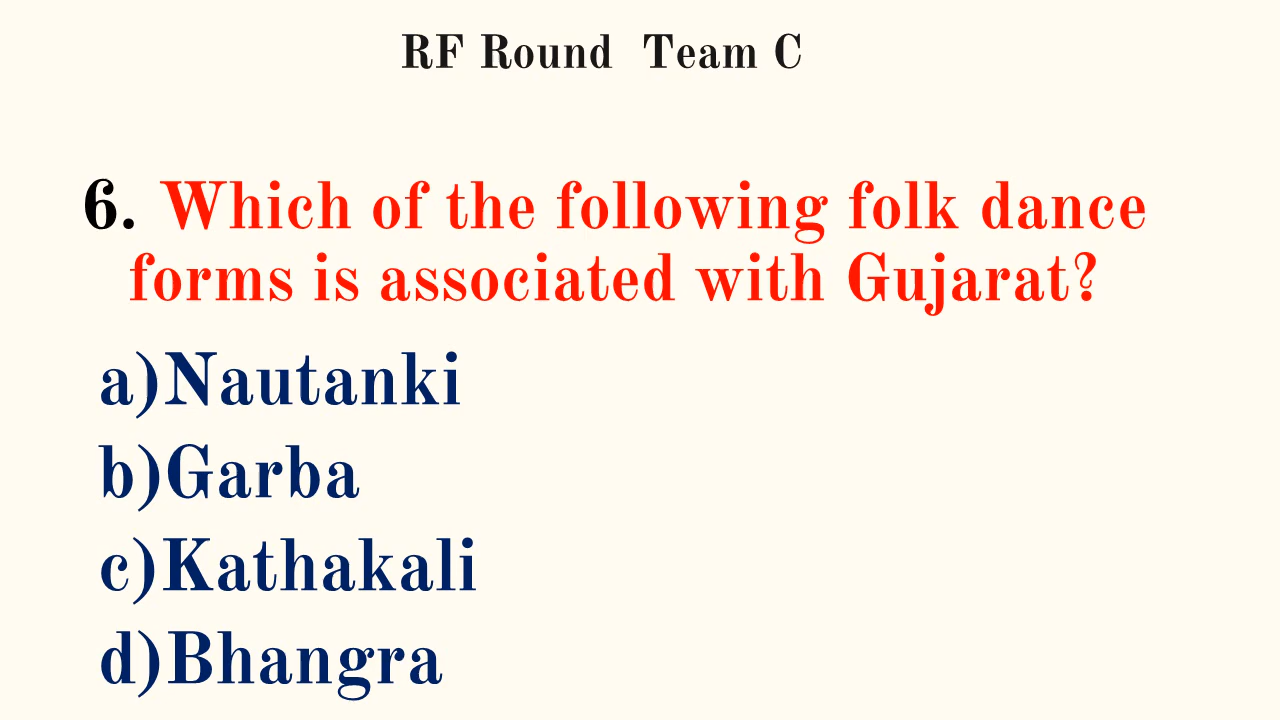 RF Round  Team C
6. Which of the following folk dance
forms is associated with Gujarat?
a)Nautanki
b)Garba
c)Kathakali
d)Bhangra